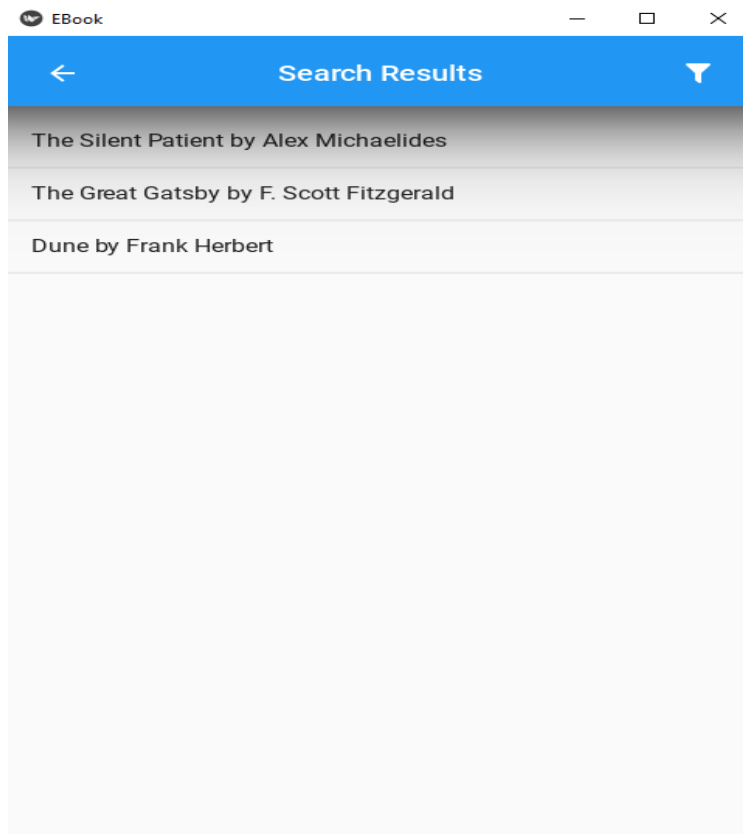 EBook
Search Results
The Silent Patient by Alex Michaelides
The Great Gatsby by F. Scott Fitzgerald
Dune by Frank Herbert